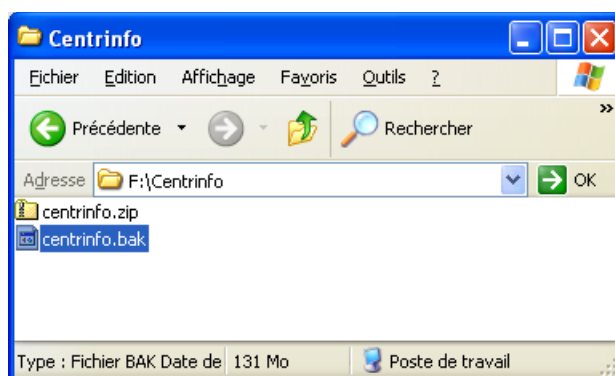 Centrinfo
Fichier Edition Affichage Favoris Outils ?
Précédente Rechercher »
Adresse F:\Centrinfo OK
centrinfo.zip
centrinfo.bak
Type : Fichier BAK Date de 131 Mo Poste de travail